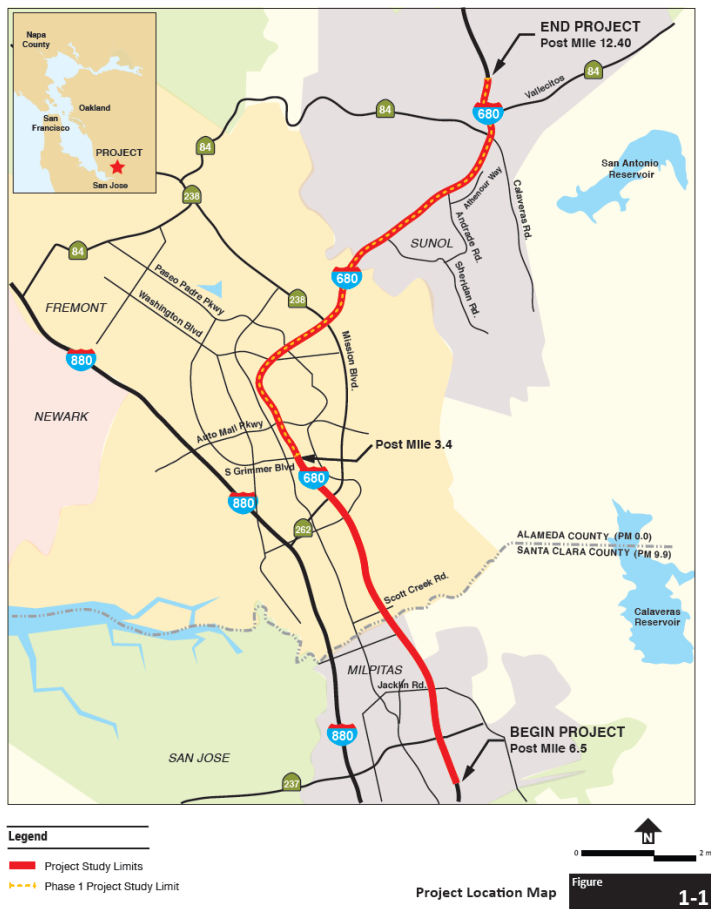 Napa
County
Oakland
San
Francisco
PROJECT
San Jose
END PROJECT
Post Mile 12.40
Vallecitos
84
680
84
84
238
84
San Antonio
Reservoir
Athenour Way
Calaveras Rd.
Andrade Rd.
SUNOL
Sheridan Rd.
680
238
Paseo Padre Pkwy
Washington Blvd
FREMONT
Mission Blvd.
880
NEWARK
Auto Mall Pkwy
Post Mile 3.4
S Grimmer Blvd
680
880
262
ALAMEDA COUNTY (PM 0.0)
SANTA CLARA COUNTY (PM 9.9)
Scott Creek Rd.
Calaveras
Reservoir
MILPITAS
Jacklin Rd.
BEGIN PROJECT
Post Mile 6.5
880
SAN JOSE
237
Legend
Project Study Limits
Phase 1 Project Study Limit
N
0 2 m
Project Location Map
Figure
1-1